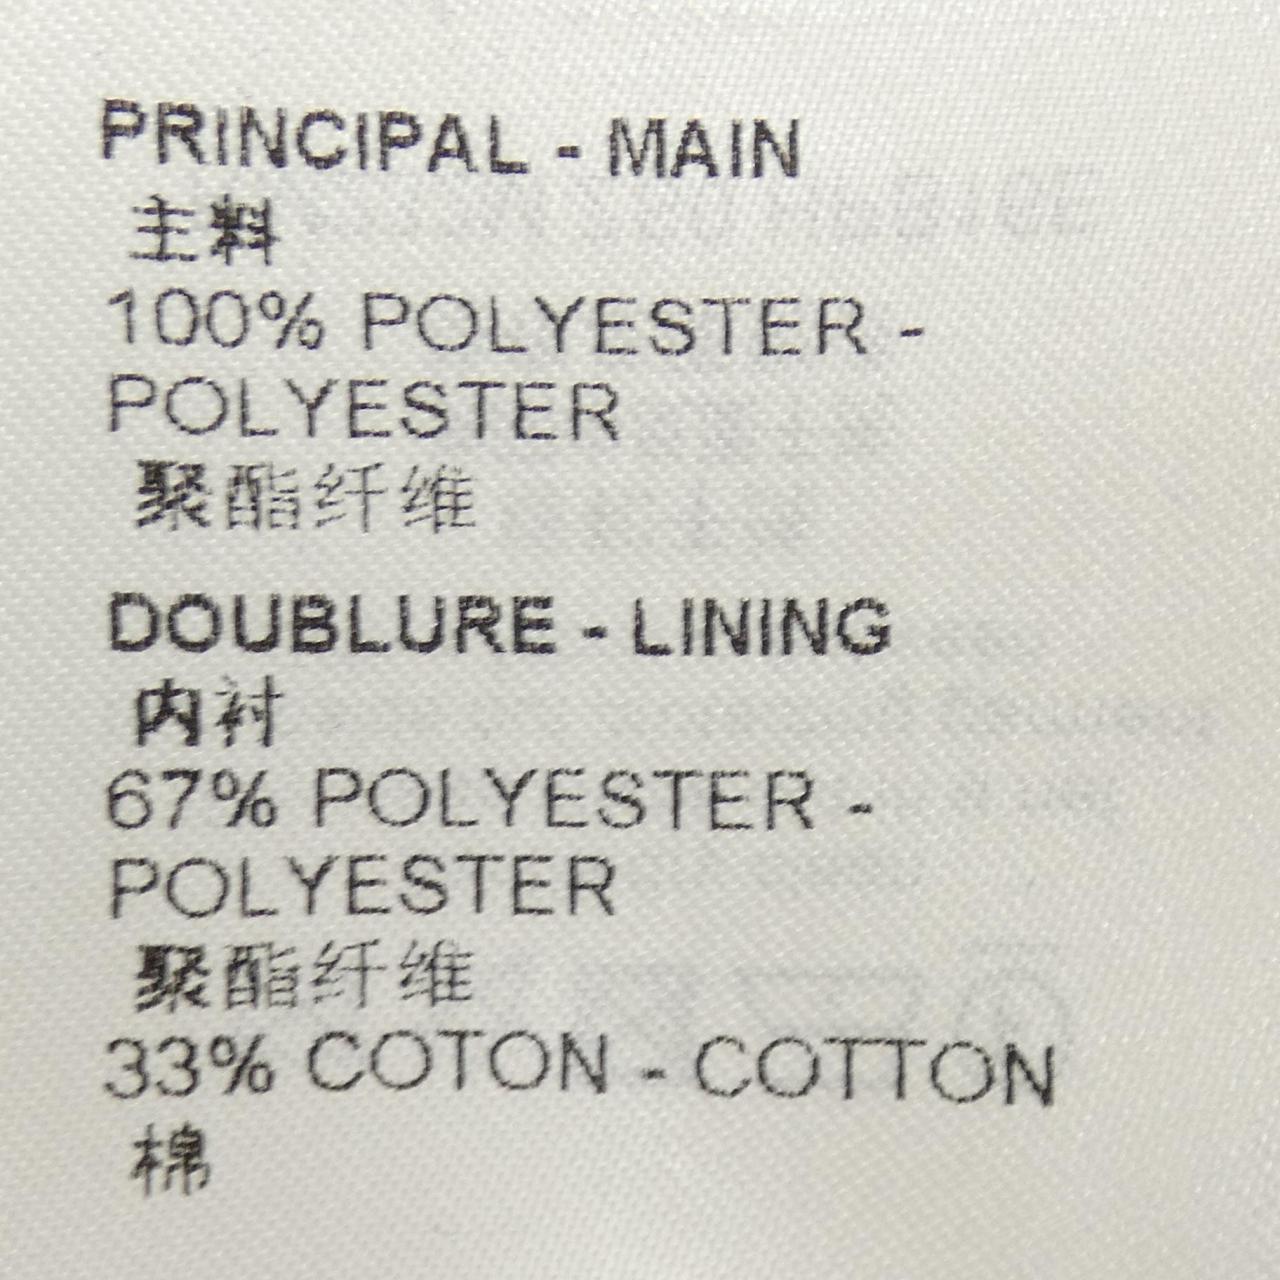 PRINCIPAL - MAIN
主料
100% POLYESTER -
POLYESTER
聚酯纤维
DOUBLURE - LINING
内衬
67% POLYESTER -
POLYESTER
聚酯纤维
33% COTON - COTTON
棉